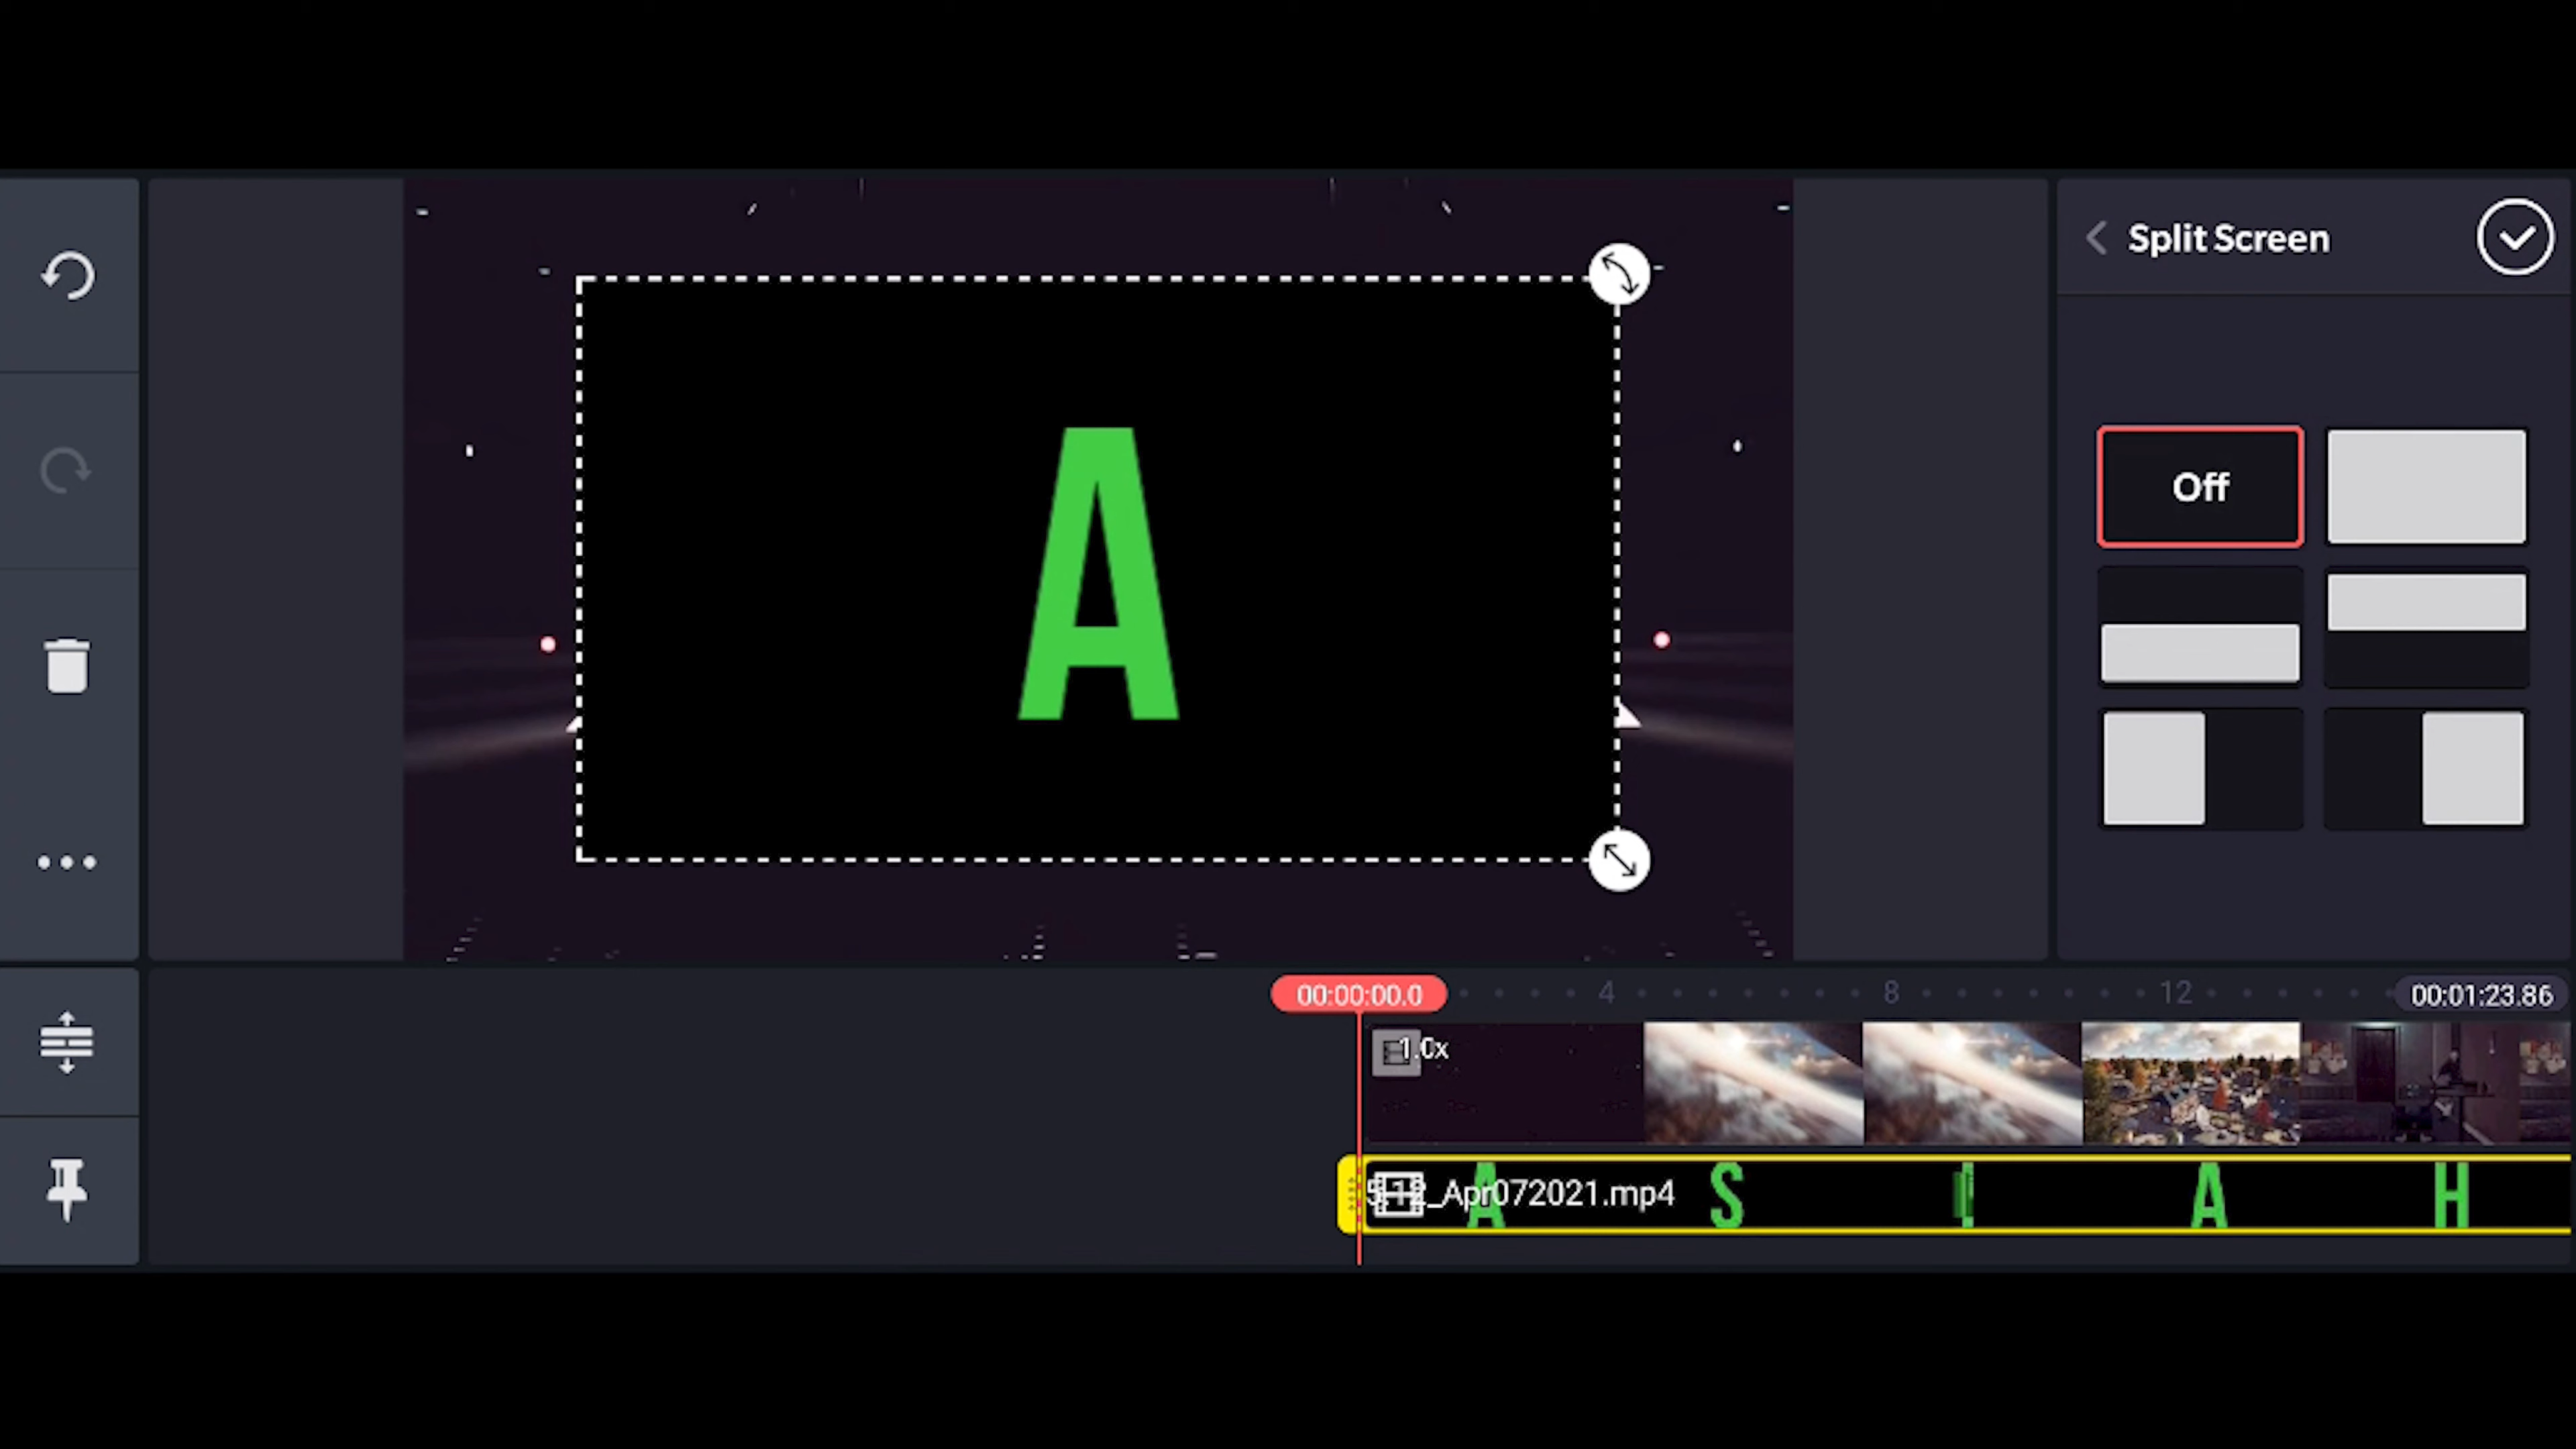 Split Screen
A
Off
00:00:00.0
4
8
12
00:01:23.86
1.0x
_Apr072021.mp4
A
S
A
H